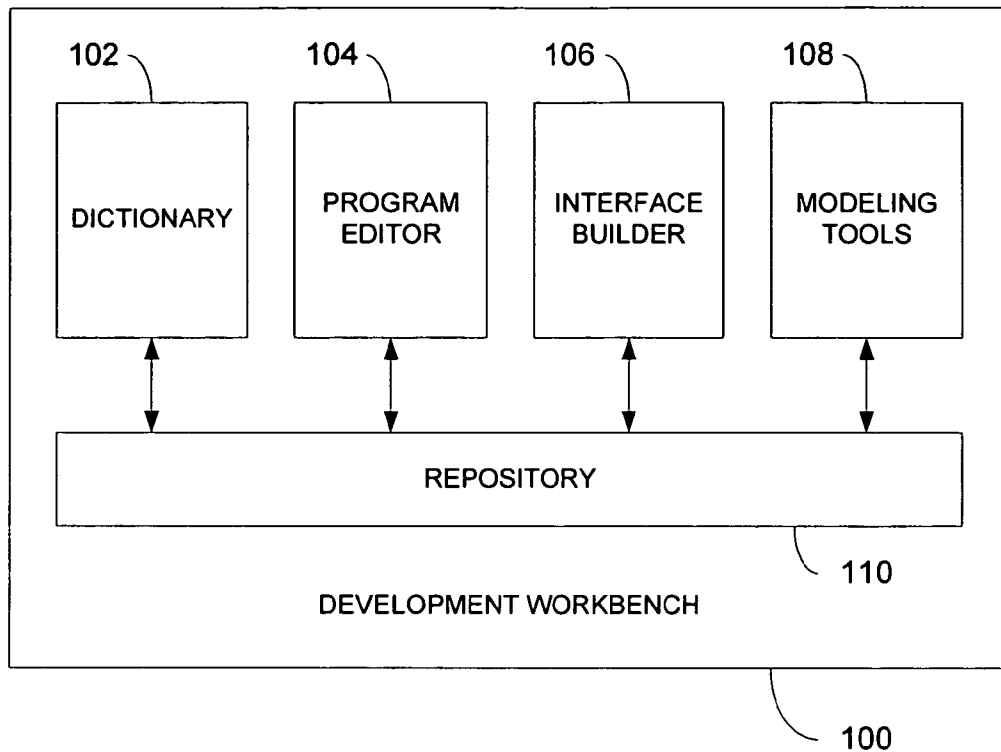 102
104
106
108
DICTIONARY
PROGRAM
EDITOR
INTERFACE
BUILDER
MODELING
TOOLS
REPOSITORY
110
DEVELOPMENT WORKBENCH
100